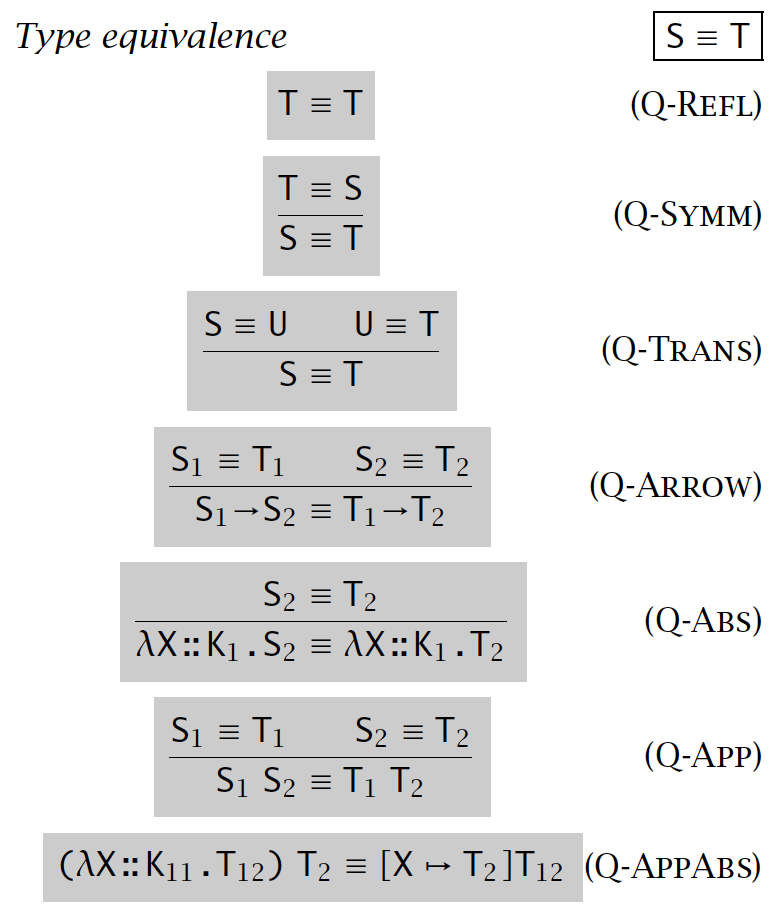 Type equivalence S ≡ T
T ≡ T (Q-REFL)
T ≡ S
S ≡ T (Q-SYMM)
S ≡ U U ≡ T
S ≡ T (Q-TRANS)
S₁ ≡ T₁ S₂ ≡ T₂
S₁→S₂ ≡ T₁→T₂ (Q-ARROW)
S₂ ≡ T₂
λX::K₁.S₂ ≡ λX::K₁.T₂ (Q-ABS)
S₁ ≡ T₁ S₂ ≡ T₂
S₁ S₂ ≡ T₁ T₂ (Q-APP)
(λX::K₁₁.T₁₂) T₂ ≡ [X ↦ T₂]T₁₂ (Q-APPABS)